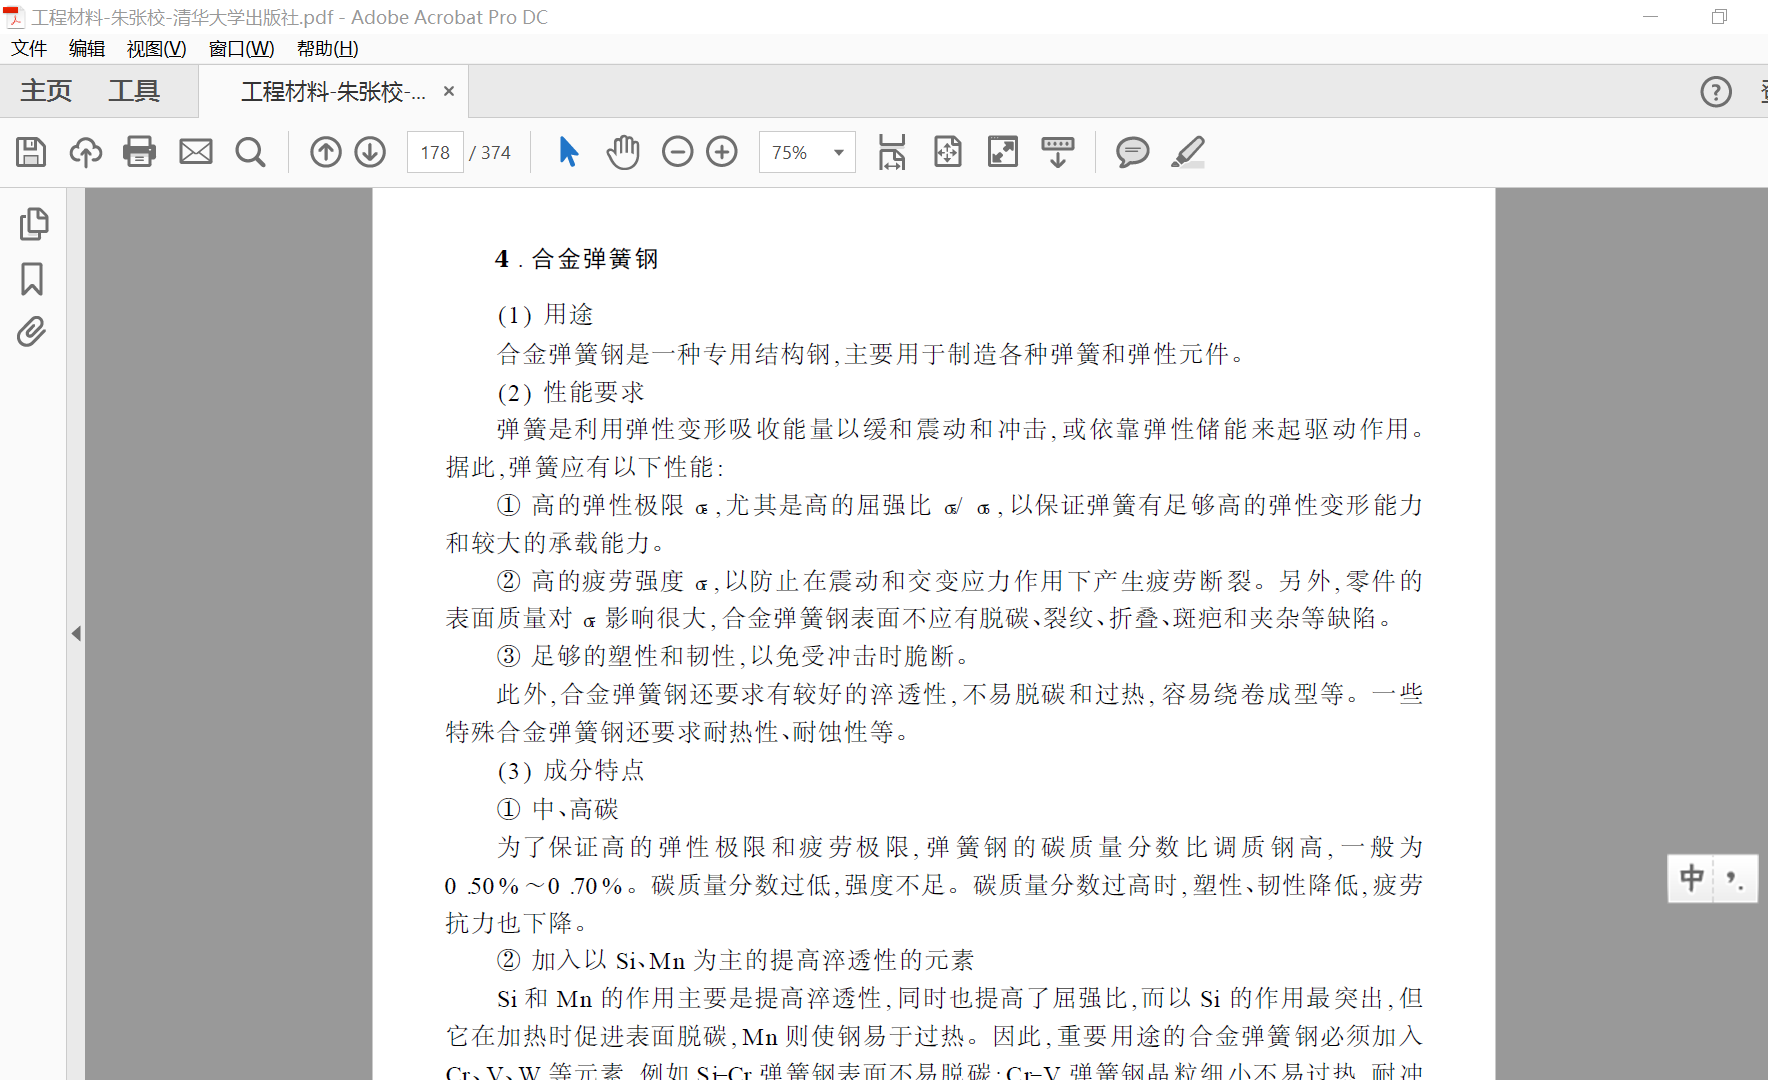 工程材料-朱张校-清华大学出版社.pdf - Adobe Acrobat Pro DC
文件 编辑 视图(V) 窗口(W) 帮助(H)
主页 工具 工程材料-朱张校-... ×
178 / 374 75%
4 . 合金弹簧钢
(1) 用途
合金弹簧钢是一种专用结构钢,主要用于制造各种弹簧和弹性元件。
(2) 性能要求
弹簧是利用弹性变形吸收能量以缓和震动和冲击,或依靠弹性储能来起驱动作用。
据此,弹簧应有以下性能:
① 高的弹性极限 σ ,尤其是高的屈强比 σ/ σ ,以保证弹簧有足够高的弹性变形能力
和较大的承载能力。
② 高的疲劳强度 σ ,以防止在震动和交变应力作用下产生疲劳断裂。另外,零件的
表面质量对 σ 影响很大,合金弹簧钢表面不应有脱碳、裂纹、折叠、斑疤和夹杂等缺陷。
③ 足够的塑性和韧性,以免受冲击时脆断。
此外,合金弹簧钢还要求有较好的淬透性,不易脱碳和过热,容易绕卷成型等。一些
特殊合金弹簧钢还要求耐热性、耐蚀性等。
(3) 成分特点
① 中、高碳
为了保证高的弹性极限和疲劳极限,弹簧钢的碳质量分数比调质钢高,一般为
0 .50%～0 .70%。碳质量分数过低,强度不足。碳质量分数过高时,塑性、韧性降低,疲劳
抗力也下降。
② 加入以 Si、Mn 为主的提高淬透性的元素
Si 和 Mn 的作用主要是提高淬透性,同时也提高了屈强比,而以 Si 的作用最突出,但
它在加热时促进表面脱碳,Mn 则使钢易于过热。因此,重要用途的合金弹簧钢必须加入
Cr、V、W 等元素,例如 Si-Cr 弹簧钢表面不易脱碳;Cr-V 弹簧钢晶粒细小不易过热,耐冲
中